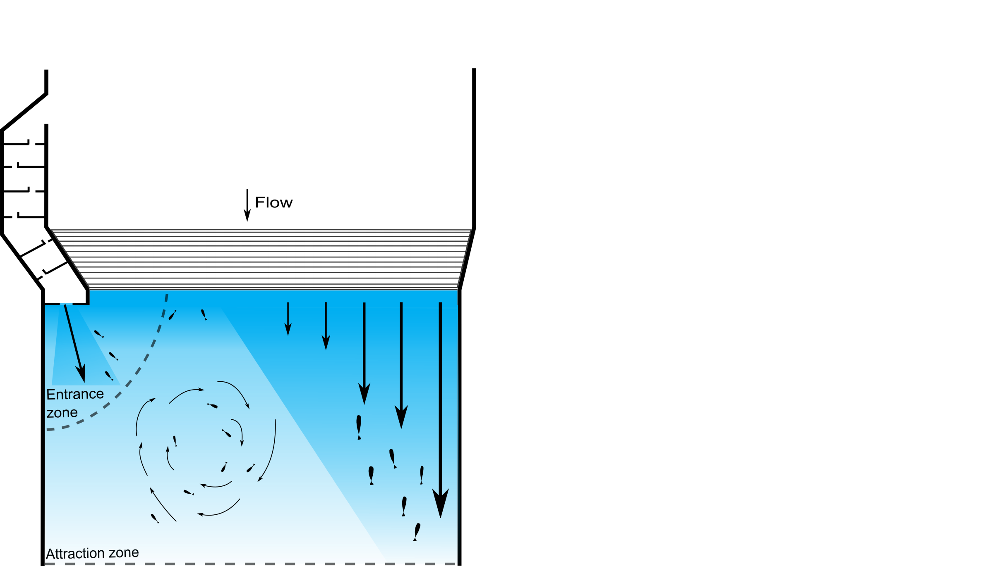 Flow
Entrance
zone
Attraction zone